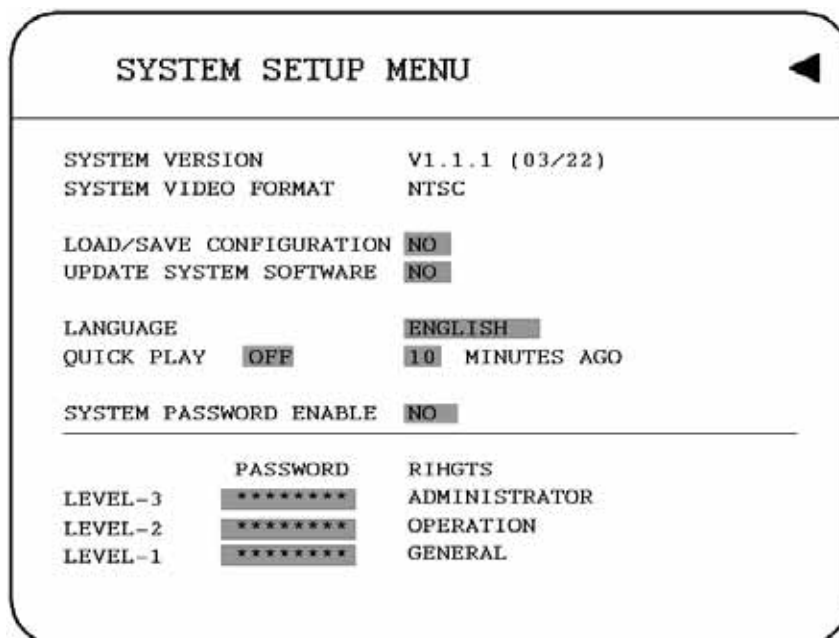 SYSTEM SETUP MENU
SYSTEM VERSION V1.1.1 (03/22)
SYSTEM VIDEO FORMAT NTSC
LOAD/SAVE CONFIGURATION NO
UPDATE SYSTEM SOFTWARE NO
LANGUAGE ENGLISH
QUICK PLAY OFF 10 MINUTES AGO
SYSTEM PASSWORD ENABLE NO
PASSWORD RIHGTS
LEVEL-3 ******** ADMINISTRATOR
LEVEL-2 ******** OPERATION
LEVEL-1 ******** GENERAL